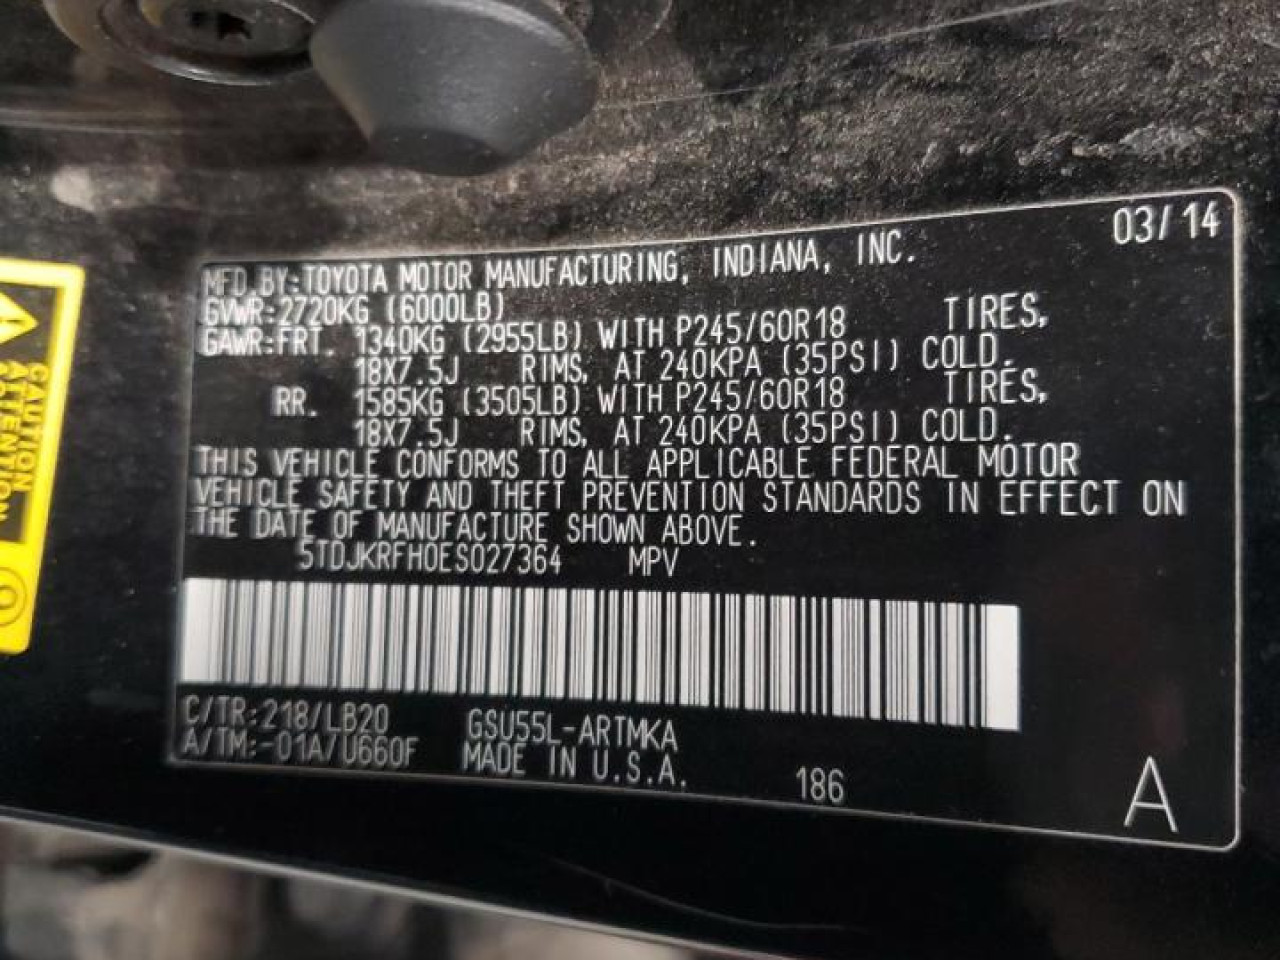 03/14
MFD.BY:TOYOTA MOTOR MANUFACTURING, INDIANA, INC.
GVWR:2720KG (6000LB)
GAWR:FRT. 1340KG (2955LB) WITH P245/60R18 TIRES,
18X7.5J RIMS, AT 240KPA (35PSI) COLD.
RR. 1585KG (3505LB) WITH P245/60R18 TIRES,
18X7.5J RIMS, AT 240KPA (35PSI) COLD.
THIS VEHICLE CONFORMS TO ALL APPLICABLE FEDERAL MOTOR
VEHICLE SAFETY AND THEFT PREVENTION STANDARDS IN EFFECT ON
THE DATE OF MANUFACTURE SHOWN ABOVE.
5TDJKRFH0ES027364 MPV
C/TR:218/LB20 GSU55L-ARTMKA
A/TM:-01A/U660F MADE IN U.S.A. 186
A
CAUTION
ATTENTION